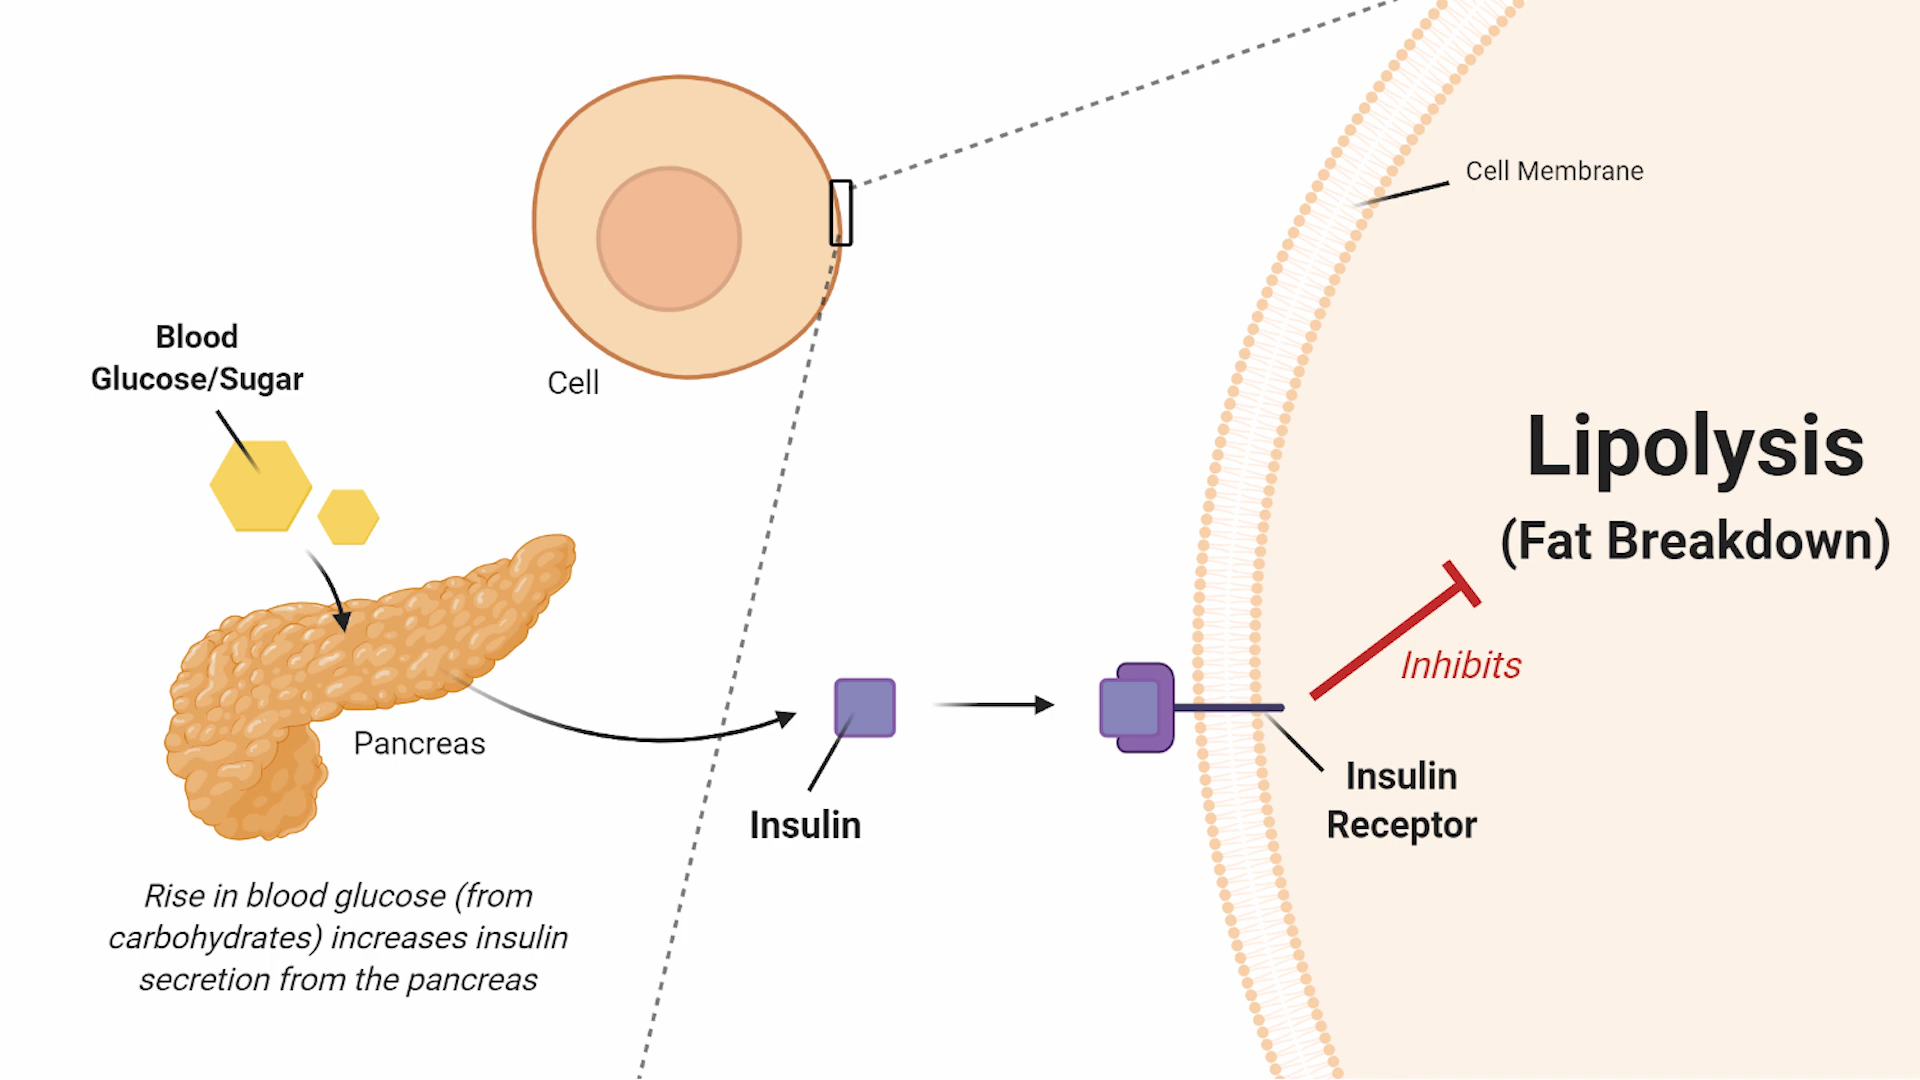 Cell Membrane
Blood
Glucose/Sugar
Cell
Lipolysis
(Fat Breakdown)
Inhibits
Pancreas
Insulin
Insulin
Receptor
Rise in blood glucose (from
carbohydrates) increases insulin
secretion from the pancreas